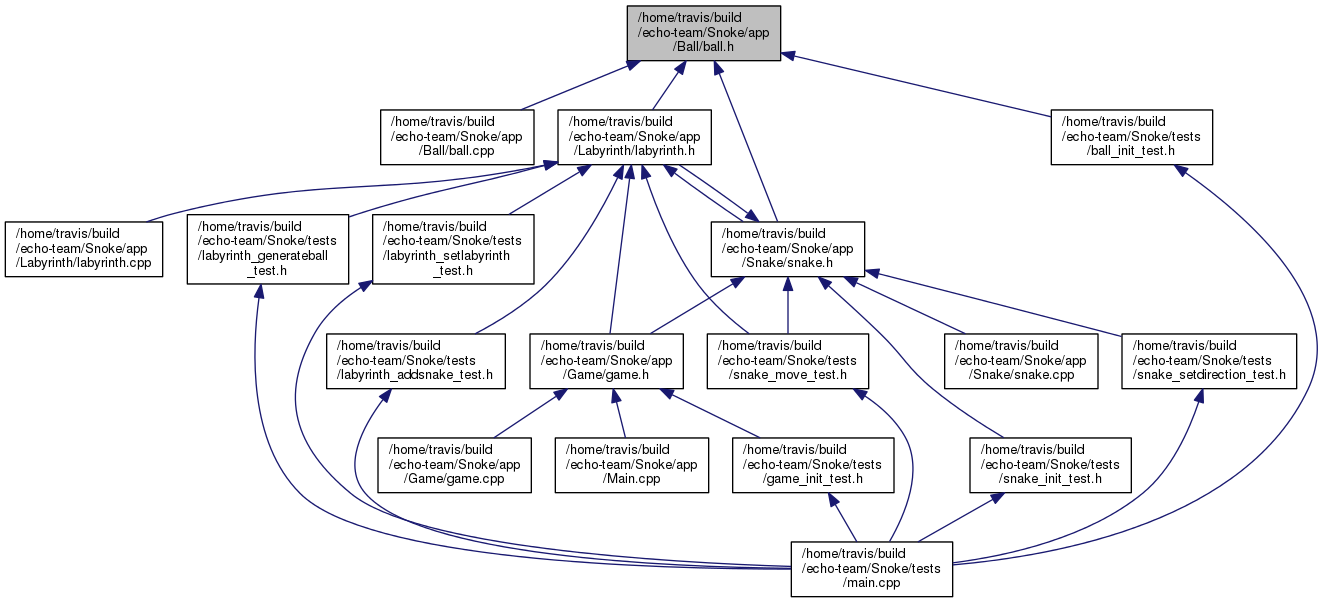 /home/travis/build
/echo-team/Snoke/app
/Ball/ball.h
/home/travis/build
/echo-team/Snoke/app
/Ball/ball.cpp
/home/travis/build
/echo-team/Snoke/app
/Labyrinth/labyrinth.h
/home/travis/build
/echo-team/Snoke/tests
/ball_init_test.h
/home/travis/build
/echo-team/Snoke/app
/Labyrinth/labyrinth.cpp
/home/travis/build
/echo-team/Snoke/tests
/labyrinth_generateball
_test.h
/home/travis/build
/echo-team/Snoke/tests
/labyrinth_setlabyrinth
_test.h
/home/travis/build
/echo-team/Snoke/app
/Snake/snake.h
/home/travis/build
/echo-team/Snoke/tests
/labyrinth_addsnake_test.h
/home/travis/build
/echo-team/Snoke/app
/Game/game.h
/home/travis/build
/echo-team/Snoke/tests
/snake_move_test.h
/home/travis/build
/echo-team/Snoke/app
/Snake/snake.cpp
/home/travis/build
/echo-team/Snoke/tests
/snake_setdirection_test.h
/home/travis/build
/echo-team/Snoke/app
/Game/game.cpp
/home/travis/build
/echo-team/Snoke/app
/Main.cpp
/home/travis/build
/echo-team/Snoke/tests
/game_init_test.h
/home/travis/build
/echo-team/Snoke/tests
/snake_init_test.h
/home/travis/build
/echo-team/Snoke/tests
/main.cpp